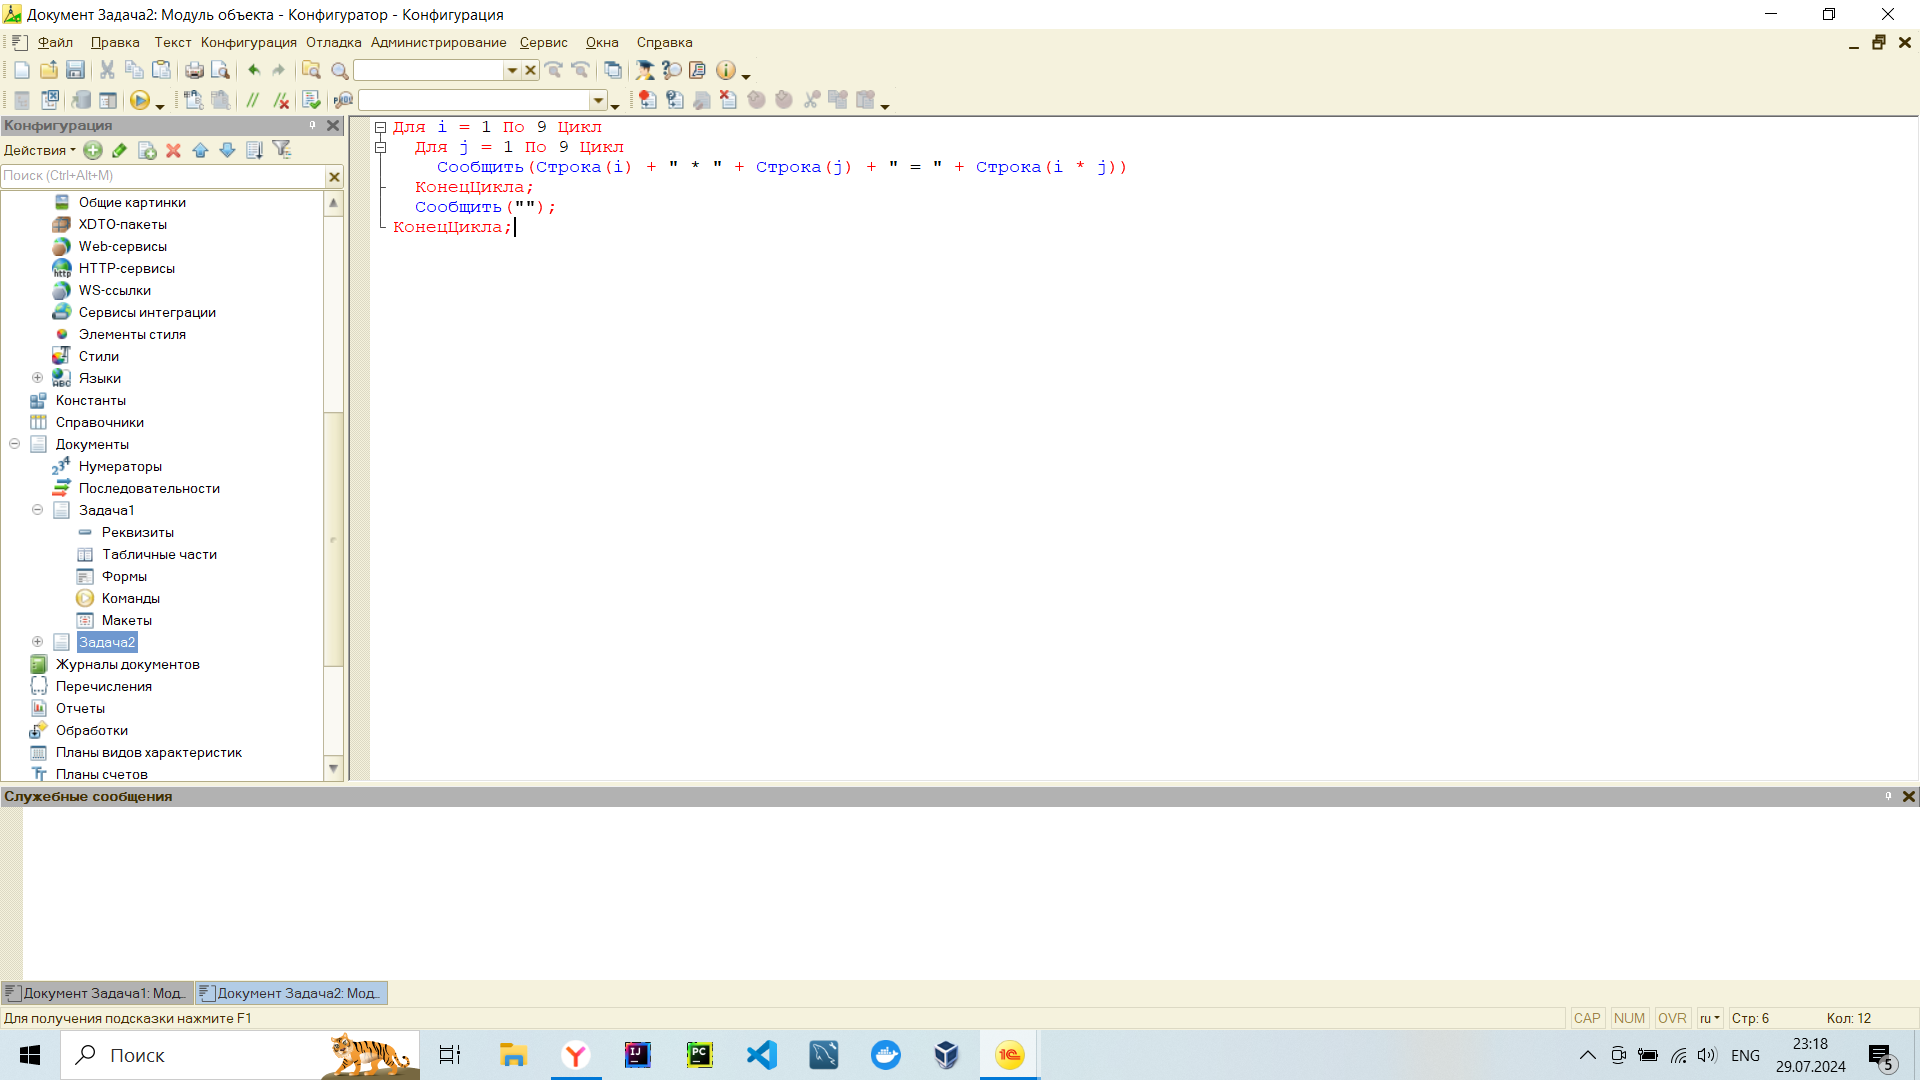 Документ Задача2: Модуль объекта - Конфигуратор - Конфигурация
Файл Правка Текст Конфигурация Отладка Администрирование Сервис Окна Справка
Конфигурация
Действия
Поиск (Ctrl+Alt+M)
Общие картинки
XDTO-пакеты
Web-сервисы
HTTP-сервисы
WS-ссылки
Сервисы интеграции
Элементы стиля
Стили
Языки
Константы
Справочники
Документы
Нумераторы
Последовательности
Задача1
Реквизиты
Табличные части
Формы
Команды
Макеты
Задача2
Журналы документов
Перечисления
Отчеты
Обработки
Планы видов характеристик
Планы счетов
Для i = 1 По 9 Цикл
Для j = 1 По 9 Цикл
Сообщить(Строка(i) + " * " + Строка(j) + " = " + Строка(i * j))
КонецЦикла;
Сообщить("");
КонецЦикла;
Служебные сообщения
Документ Задача1: Мод...
Документ Задача2: Мод...
Для получения подсказки нажмите F1
CAP NUM OVR ru Стр: 6 Кол: 12
Поиск
ENG
23:18
29.07.2024
5